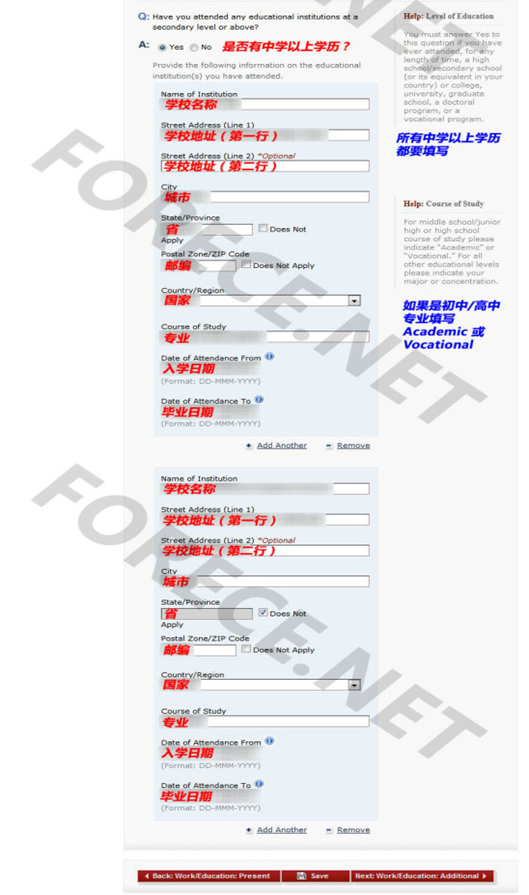 Q: Have you attended any educational institutions at a
secondary level or above?
A: Yes No 是否有中学以上学历？
Provide the following information on the educational
institution(s) you have attended.
Name of Institution
学校名称
Street Address (Line 1)
学校地址（第一行）
Street Address (Line 2) *Optional
学校地址（第二行）
City
城市
State/Province
省
Does Not
Apply
Postal Zone/ZIP Code
邮编
Does Not Apply
Country/Region
国家
Course of Study
专业
Date of Attendance From
入学日期
(Format: DD-MMM-YYYY)
Date of Attendance To
毕业日期
(Format: DD-MMM-YYYY)
Add Another
Remove
Name of Institution
学校名称
Street Address (Line 1)
学校地址（第一行）
Street Address (Line 2) *Optional
学校地址（第二行）
City
城市
State/Province
省
Does Not
Apply
Postal Zone/ZIP Code
邮编
Does Not Apply
Country/Region
国家
Course of Study
专业
Date of Attendance From
入学日期
(Format: DD-MMM-YYYY)
Date of Attendance To
毕业日期
(Format: DD-MMM-YYYY)
Add Another
Remove
Back: Work/Education: Present
Save
Next: Work/Education: Additional
Help: Level of Education
You must answer Yes to
this question if you have
ever attended, for any
length of time, a high
school/secondary school
(or its equivalent in your
country) or college,
university, graduate
school, a doctoral
program, or a
vocational program.
所有中学以上学历
都要填写
Help: Course of Study
For middle school/junior
high or high school
course of study please
indicate "Academic" or
"Vocational." For all
other educational levels
please indicate your
major or concentration.
如果是初中/高中
专业填写
Academic 或
Vocational
FORECE.NET
FORECE.NET